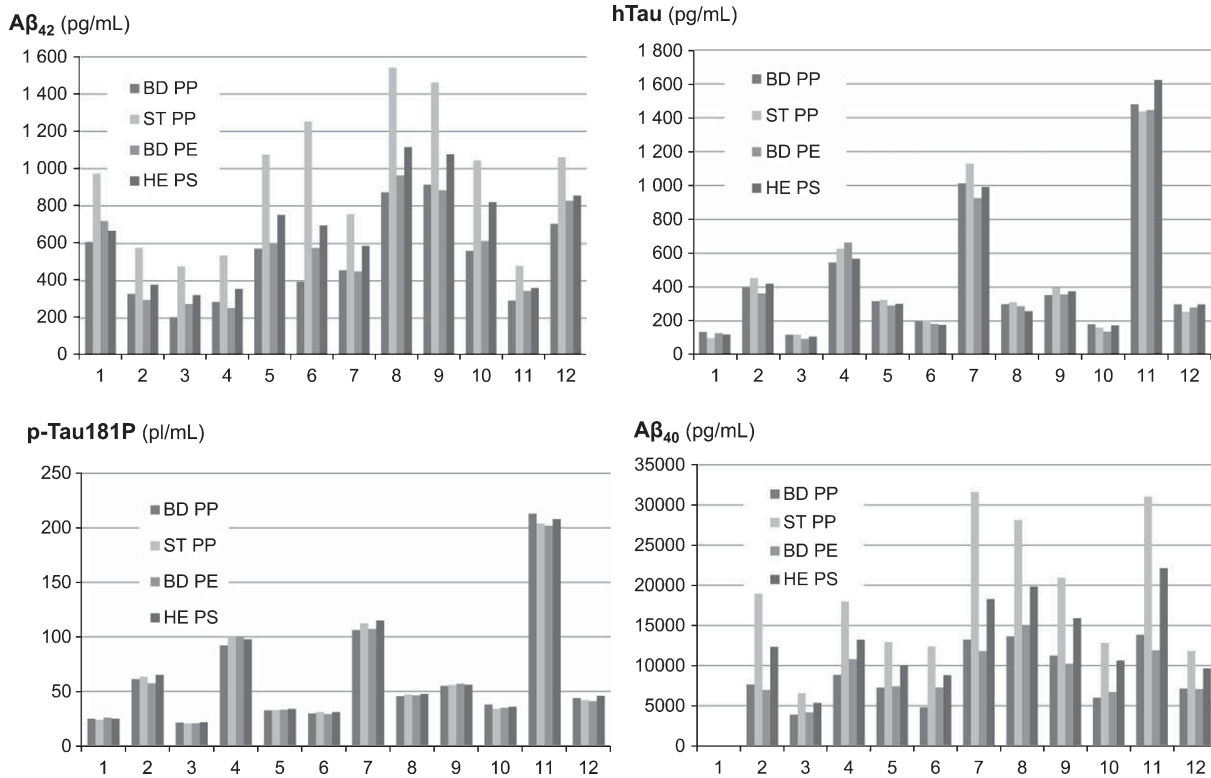 Aβ₄₂ (pg/mL)
1 600
1 400
1 200
1 000
800
600
400
200
0
BD PP
ST PP
BD PE
HE PS
1 2 3 4 5 6 7 8 9 10 11 12
hTau (pg/mL)
1 800
1 600
1 400
1 200
1 000
800
600
400
200
0
BD PP
ST PP
BD PE
HE PS
1 2 3 4 5 6 7 8 9 10 11 12
p-Tau181P (pl/mL)
250
200
150
100
50
0
BD PP
ST PP
BD PE
HE PS
1 2 3 4 5 6 7 8 9 10 11 12
Aβ₄₀ (pg/mL)
35000
30000
25000
20000
15000
10000
5000
0
BD PP
ST PP
BD PE
HE PS
1 2 3 4 5 6 7 8 9 10 11 12